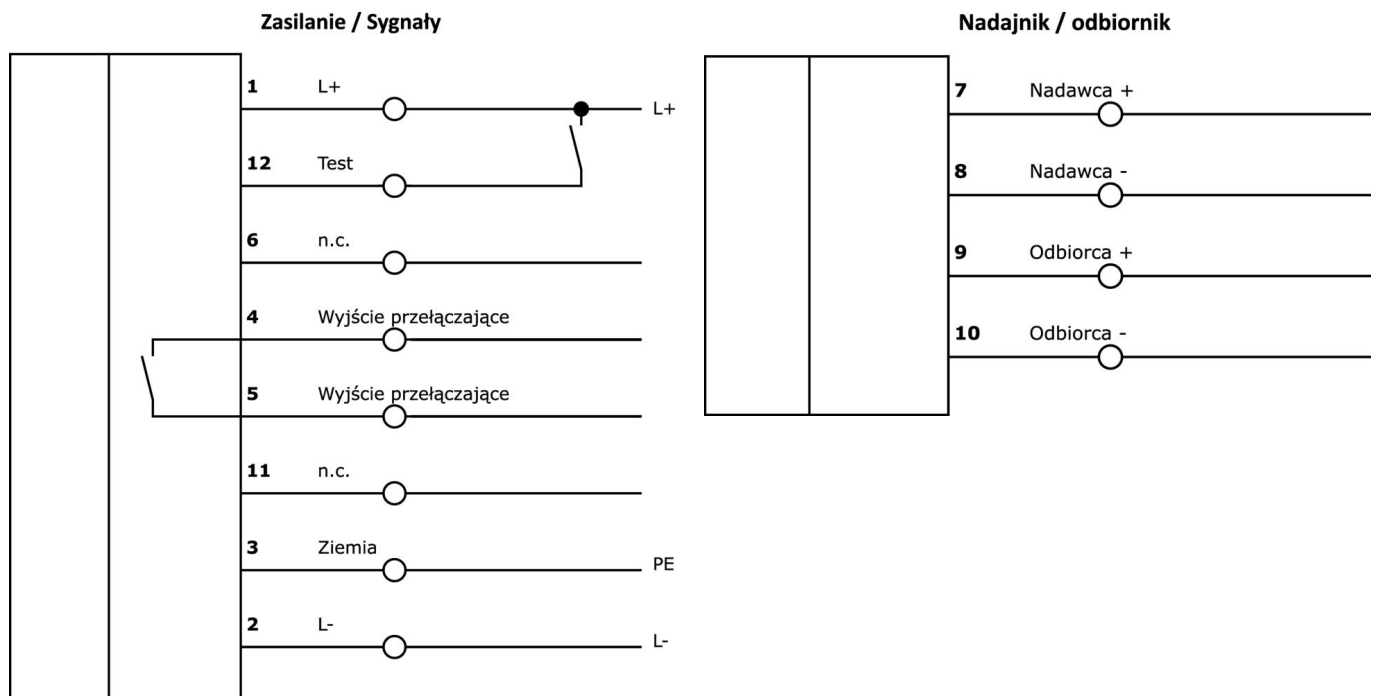 Zasilanie / Sygnały
1 L+
L+
12 Test
6 n.c.
4 Wyjście przełączające
5 Wyjście przełączające
11 n.c.
3 Ziemia
PE
2 L-
L-
Nadajnik / odbiornik
7 Nadawca +
8 Nadawca -
9 Odbiorca +
10 Odbiorca -